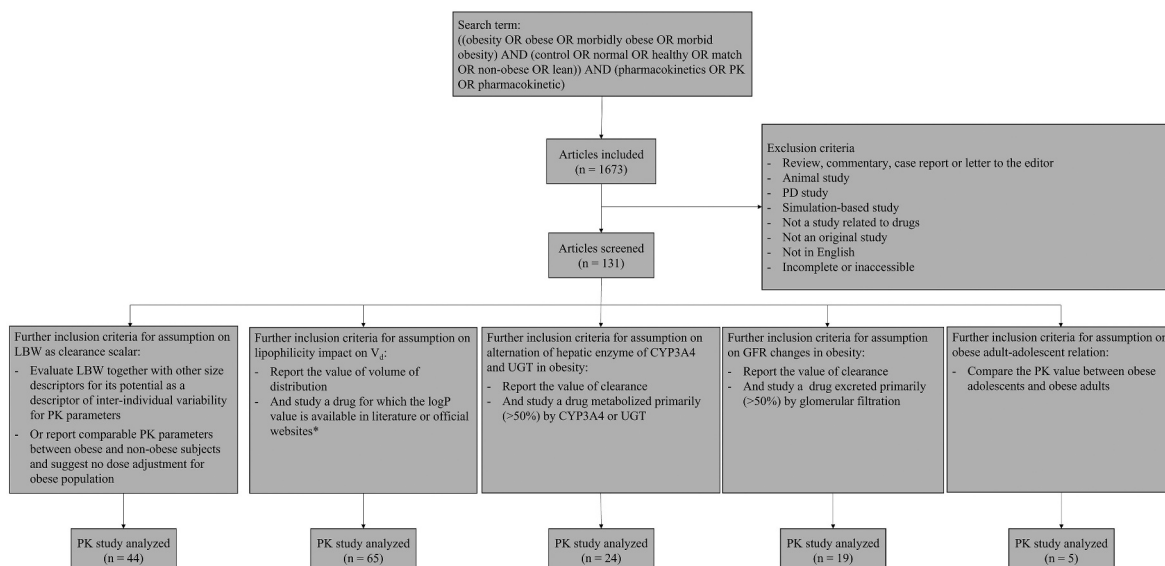 Search term:
((obesity OR obese OR morbidly obese OR morbid
obesity) AND (control OR normal OR healthy OR match
OR non-obese OR lean)) AND (pharmacokinetics OR PK
OR pharmacokinetic)
Articles included
(n = 1673)
Exclusion criteria
- Review, commentary, case report or letter to the editor
- Animal study
- PD study
- Simulation-based study
- Not a study related to drugs
- Not an original study
- Not in English
- Incomplete or inaccessible
Articles screened
(n = 131)
Further inclusion criteria for assumption on
LBW as clearance scalar:
- Evaluate LBW together with other size
descriptors for its potential as a
descriptor of inter-individual variability
for PK parameters
- Or report comparable PK parameters
between obese and non-obese subjects
and suggest no dose adjustment for
obese population
Further inclusion criteria for assumption on
lipophilicity impact on Vd:
- Report the value of volume of
distribution
- And study a drug for which the logP
value is available in literature or official
websites*
Further inclusion criteria for assumption on
alternation of hepatic enzyme of CYP3A4
and UGT in obesity:
- Report the value of clearance
- And study a drug metabolized primarily
(>50%) by CYP3A4 or UGT
Further inclusion criteria for assumption
on GFR changes in obesity:
- Report the value of clearance
- And study a drug excreted primarily
(>50%) by glomerular filtration
Further inclusion criteria for assumption on
obese adult-adolescent relation:
- Compare the PK value between obese
adolescents and obese adults
PK study analyzed
(n = 44)
PK study analyzed
(n = 65)
PK study analyzed
(n = 24)
PK study analyzed
(n = 19)
PK study analyzed
(n = 5)